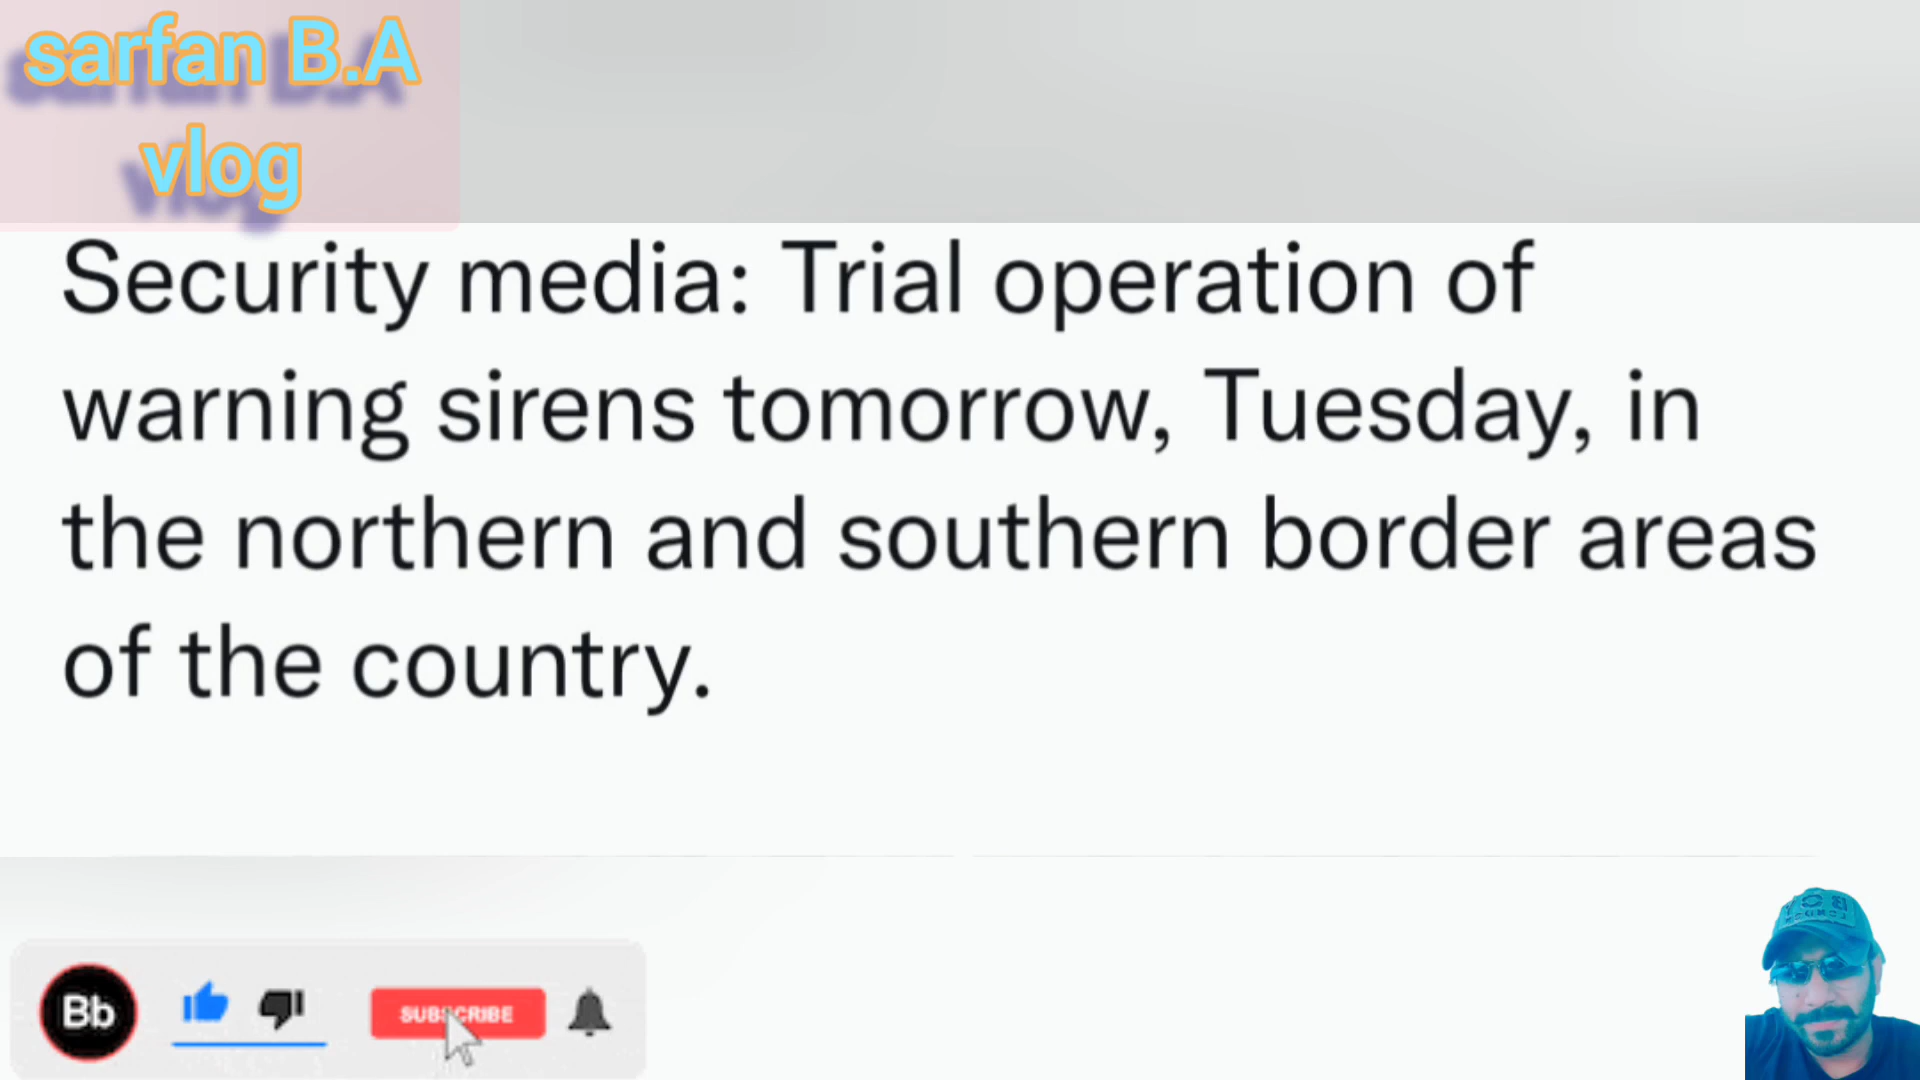 sarfan B.A
vlog
Security media: Trial operation of
warning sirens tomorrow, Tuesday, in
the northern and southern border areas
of the country.
Bb
SUBSCRIBE